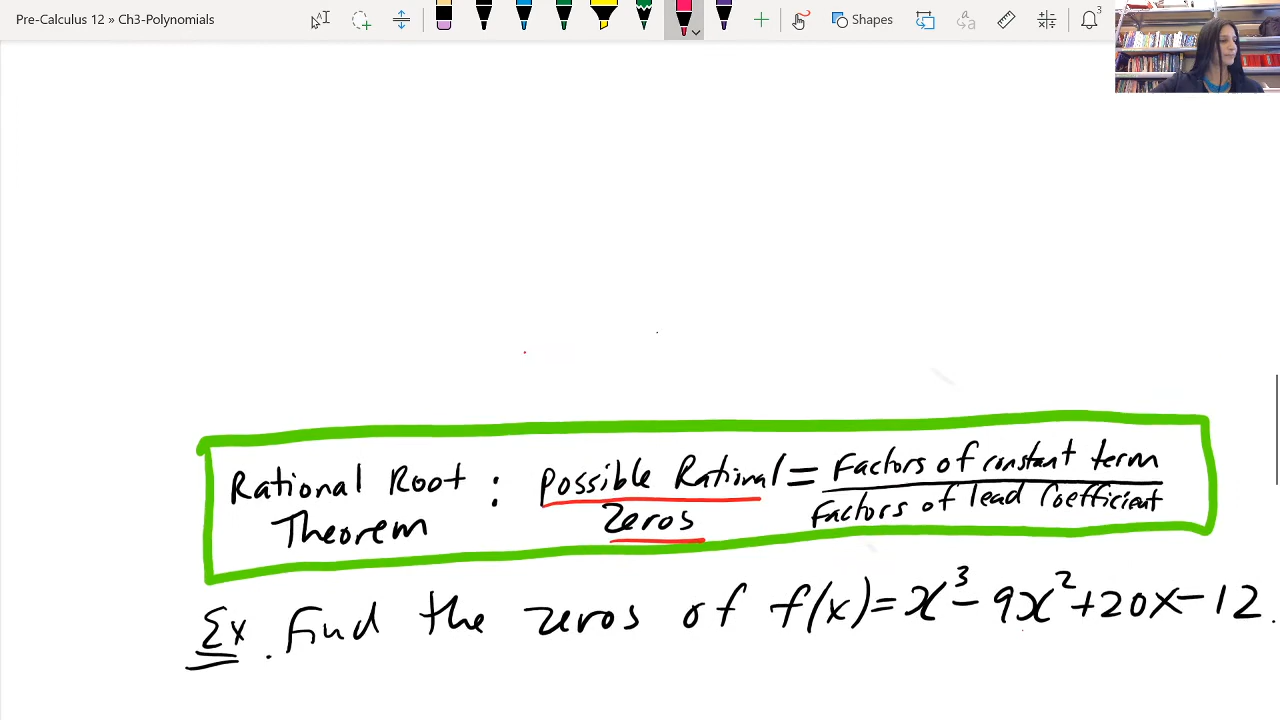 Pre-Calculus 12 » Ch3-Polynomials
Shapes
3
Rational Root Theorem : Possible Rational Zeros = Factors of constant term / Factors of lead Coefficient
Ex. Find the zeros of f(x)=x³-9x²+20x-12.